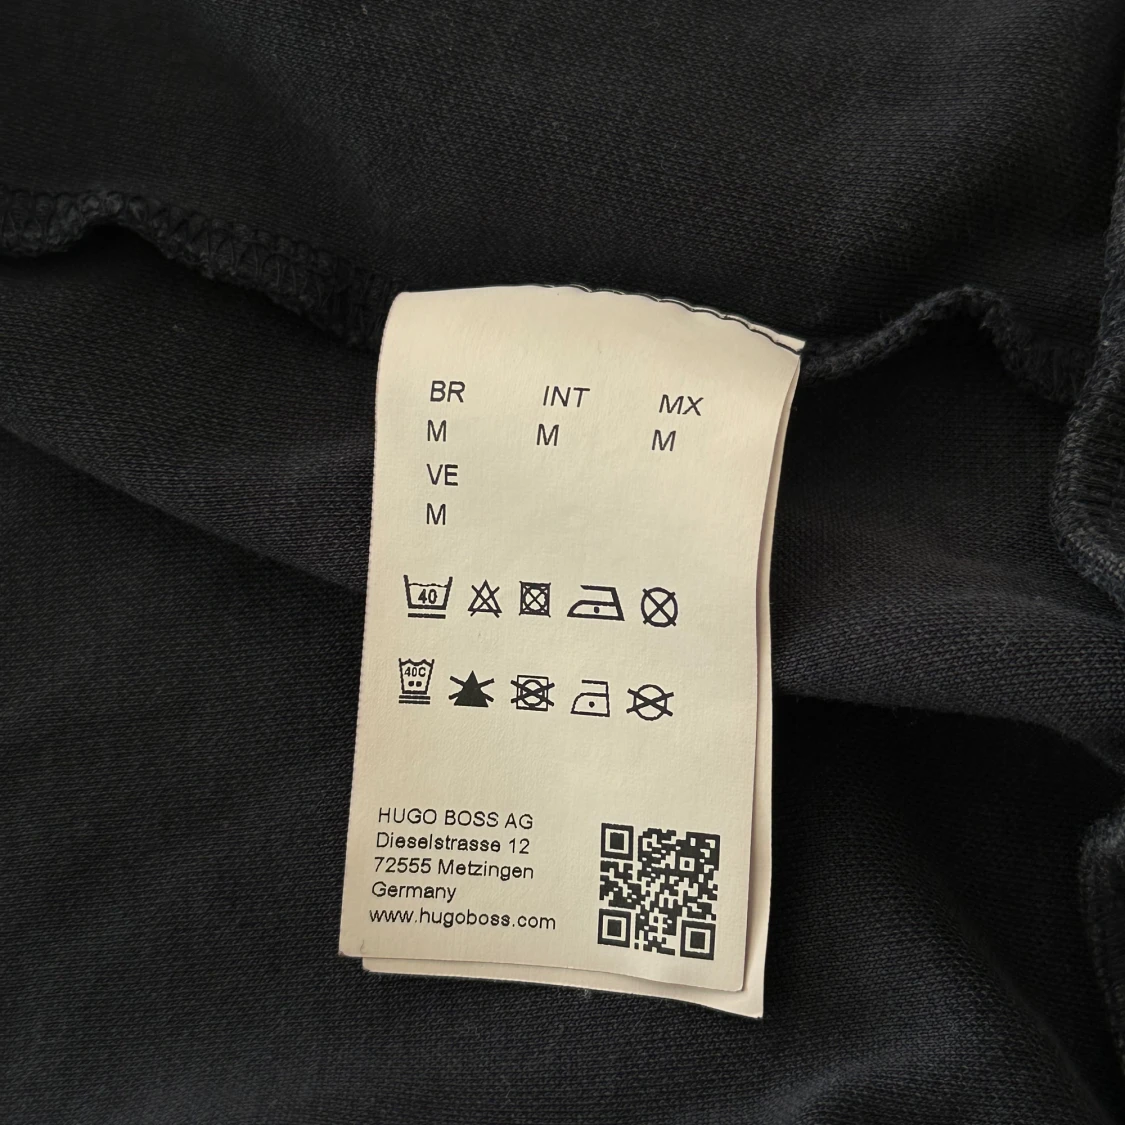 BR INT MX
M M M
VE
M
40
40C
HUGO BOSS AG
Dieselstrasse 12
72555 Metzingen
Germany
www.hugoboss.com